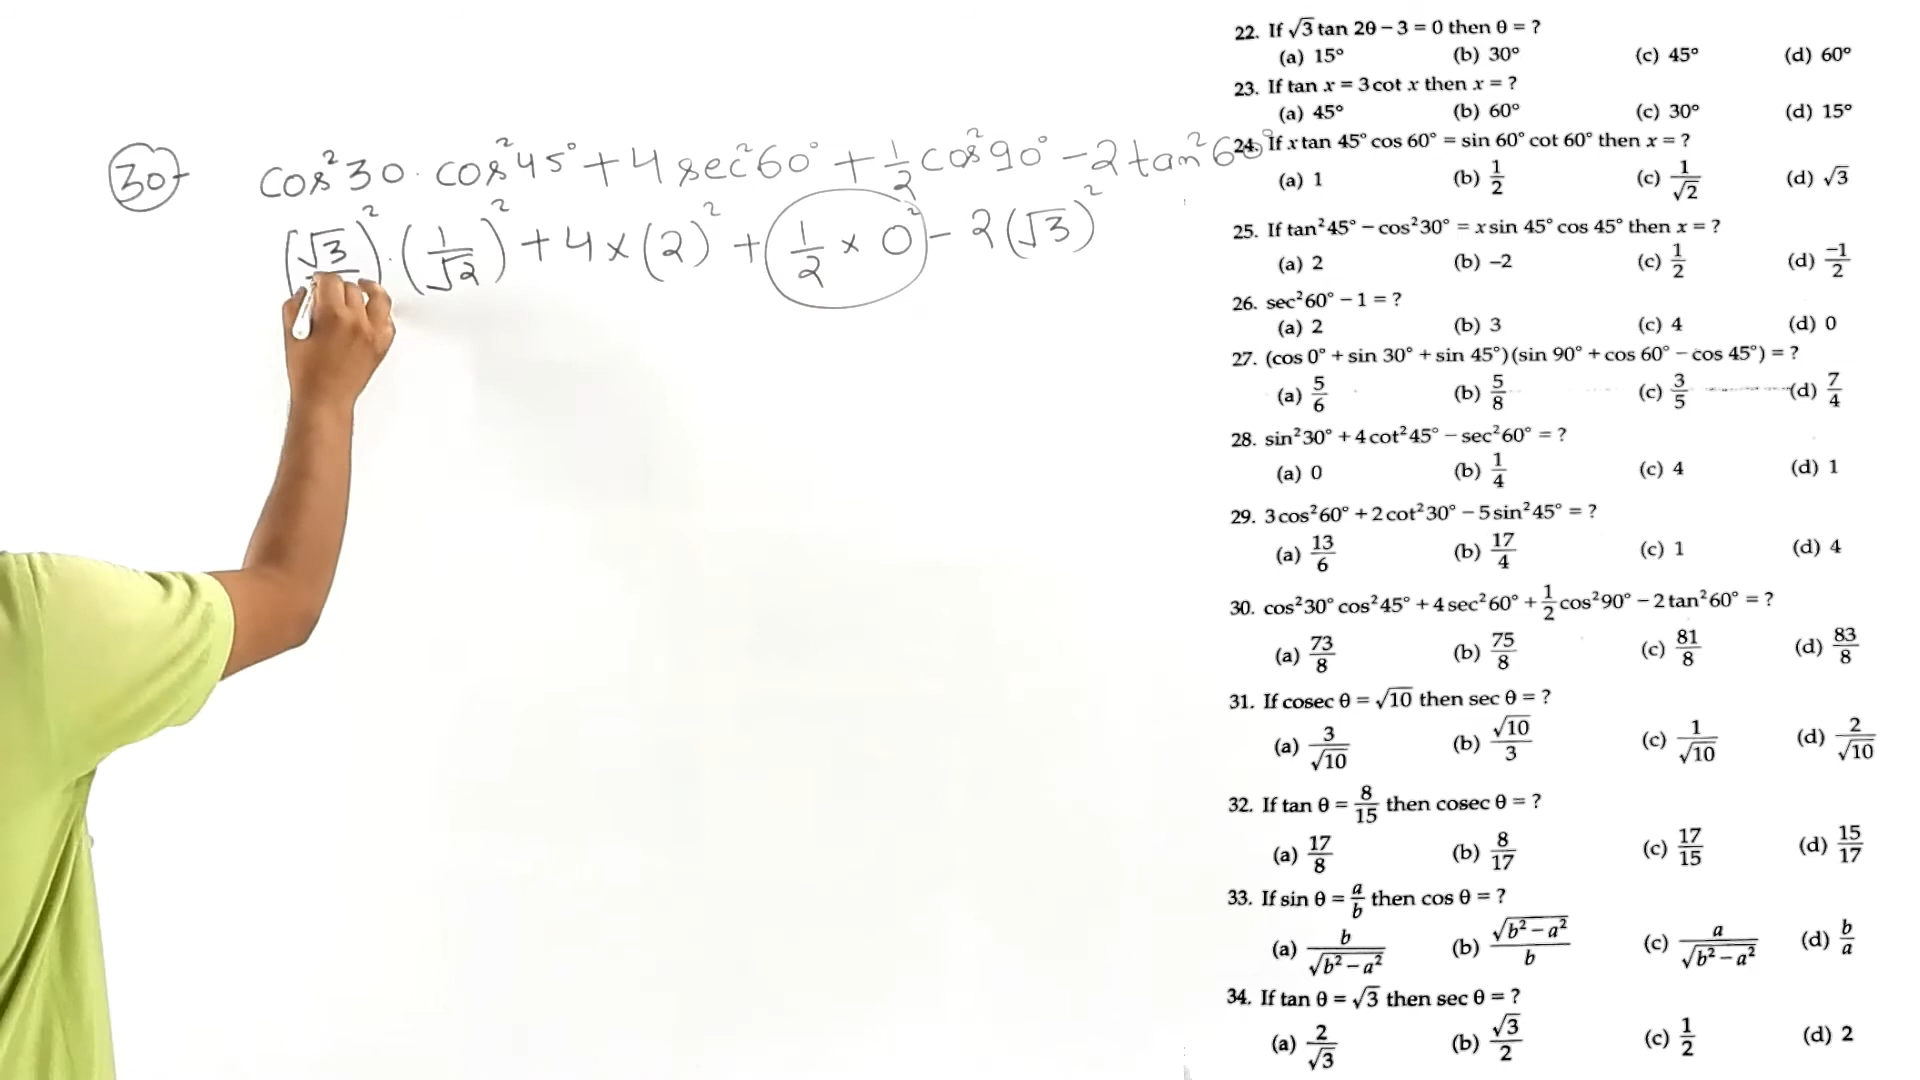 30 cos²30 . cos²45° + 4 sec²60° + 1/2 cos²90° - 2 tan²60°
(√3)² . (1/√2)² + 4 × (2)² + 1/2 × 0² - 2(√3)²
22. If √3 tan 2θ − 3 = 0 then θ = ?
(a) 15° (b) 30° (c) 45° (d) 60°
23. If tan x = 3 cot x then x = ?
(a) 45° (b) 60° (c) 30° (d) 15°
24. If x tan 45° cos 60° = sin 60° cot 60° then x = ?
(a) 1 (b) 1/2 (c) 1/√2 (d) √3
25. If tan²45° − cos²30° = x sin 45° cos 45° then x = ?
(a) 2 (b) −2 (c) 1/2 (d) −1/2
26. sec²60° − 1 = ?
(a) 2 (b) 3 (c) 4 (d) 0
27. (cos 0° + sin 30° + sin 45°)(sin 90° + cos 60° − cos 45°) = ?
(a) 5/6 (b) 5/8 (c) 3/5 (d) 7/4
28. sin²30° + 4 cot²45° − sec²60° = ?
(a) 0 (b) 1/4 (c) 4 (d) 1
29. 3 cos²60° + 2 cot²30° − 5 sin²45° = ?
(a) 13/6 (b) 17/4 (c) 1 (d) 4
30. cos²30° cos²45° + 4 sec²60° + 1/2 cos²90° − 2 tan²60° = ?
(a) 73/8 (b) 75/8 (c) 81/8 (d) 83/8
31. If cosec θ = √10 then sec θ = ?
(a) 3/√10 (b) √10/3 (c) 1/√10 (d) 2/√10
32. If tan θ = 8/15 then cosec θ = ?
(a) 17/8 (b) 8/17 (c) 17/15 (d) 15/17
33. If sin θ = a/b then cos θ = ?
(a) b/√(b² − a²) (b) √(b² − a²)/b (c) a/√(b² − a²) (d) b/a
34. If tan θ = √3 then sec θ = ?
(a) 2/√3 (b) √3/2 (c) 1/2 (d) 2